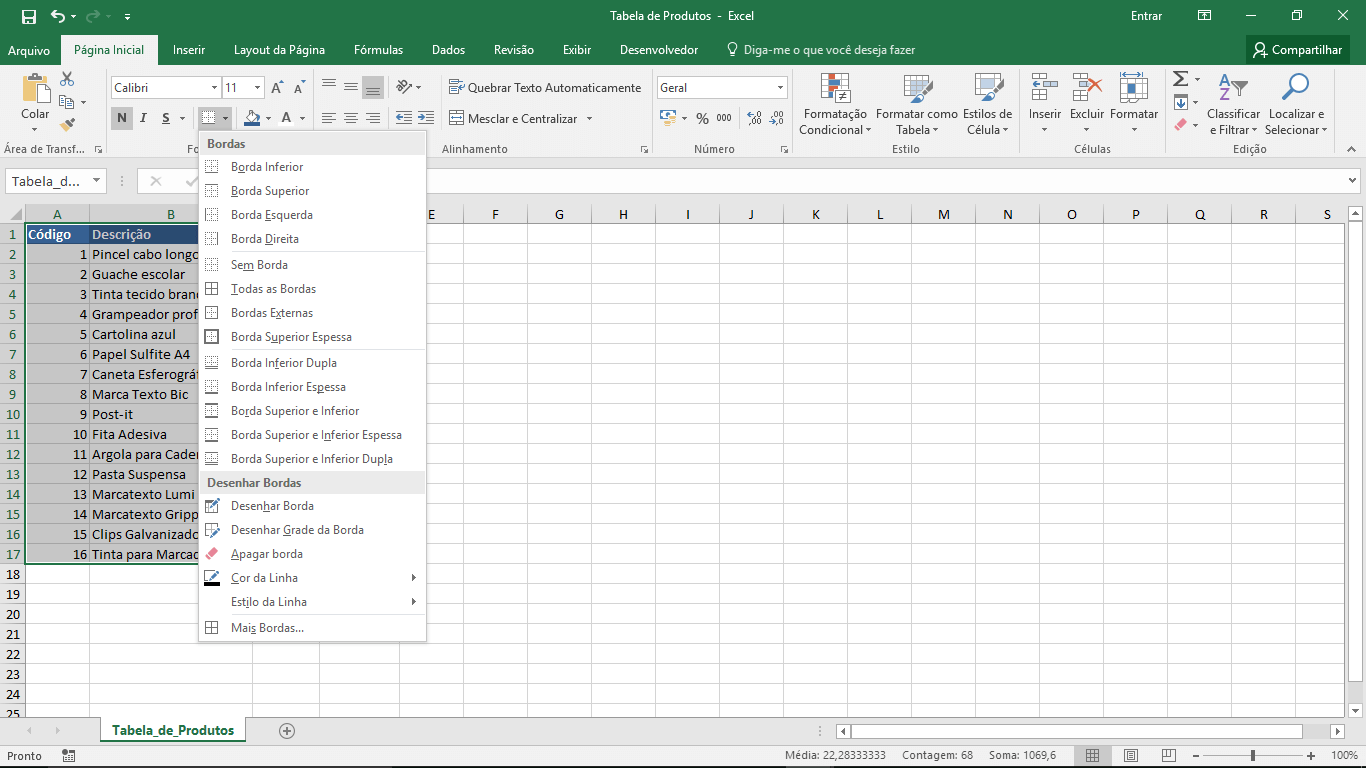 Tabela de Produtos - Excel
Entrar
Arquivo
Página Inicial
Inserir
Layout da Página
Fórmulas
Dados
Revisão
Exibir
Desenvolvedor
Diga-me o que você deseja fazer
Compartilhar
Colar
Calibri
11
N I S
A
Quebrar Texto Automaticamente
Mesclar e Centralizar
Geral
% 000
Formatação Condicional
Formatar como Tabela
Estilos de Célula
Inserir
Excluir
Formatar
Classificar e Filtrar
Localizar e Selecionar
Área de Transf...
Fo
Alinhamento
Número
Estilo
Células
Edição
Tabela_d...
A B E F G H I J K L M N O P Q R S
1 Código Descrição
2 1 Pincel cabo longo
3 2 Guache escolar
4 3 Tinta tecido bran
5 4 Grampeador prof
6 5 Cartolina azul
7 6 Papel Sulfite A4
8 7 Caneta Esferográ
9 8 Marca Texto Bic
10 9 Post-it
11 10 Fita Adesiva
12 11 Argola para Cader
13 12 Pasta Suspensa
14 13 Marcatexto Lumi
15 14 Marcatexto Gripp
16 15 Clips Galvanizado
17 16 Tinta para Marcad
18
19
20
21
22
23
24
25
Bordas
Borda Inferior
Borda Superior
Borda Esquerda
Borda Direita
Sem Borda
Todas as Bordas
Bordas Externas
Borda Superior Espessa
Borda Inferior Dupla
Borda Inferior Espessa
Borda Superior e Inferior
Borda Superior e Inferior Espessa
Borda Superior e Inferior Dupla
Desenhar Bordas
Desenhar Borda
Desenhar Grade da Borda
Apagar borda
Cor da Linha
Estilo da Linha
Mais Bordas...
Tabela_de_Produtos
Pronto
Média: 22,28333333
Contagem: 68
Soma: 1069,6
100%